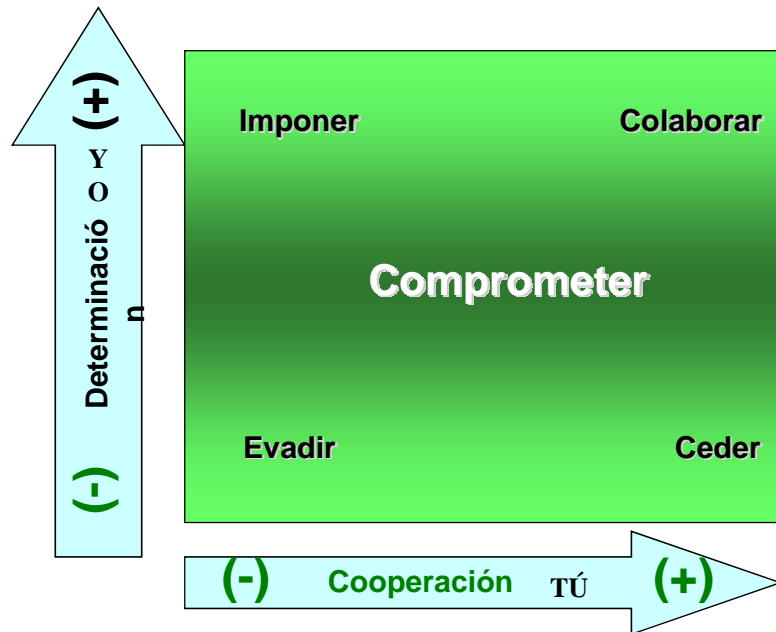 (+)
Y
O
Determinació
n
(-)
Imponer
Colaborar
Comprometer
Evadir
Ceder
(-) Cooperación TÚ (+)